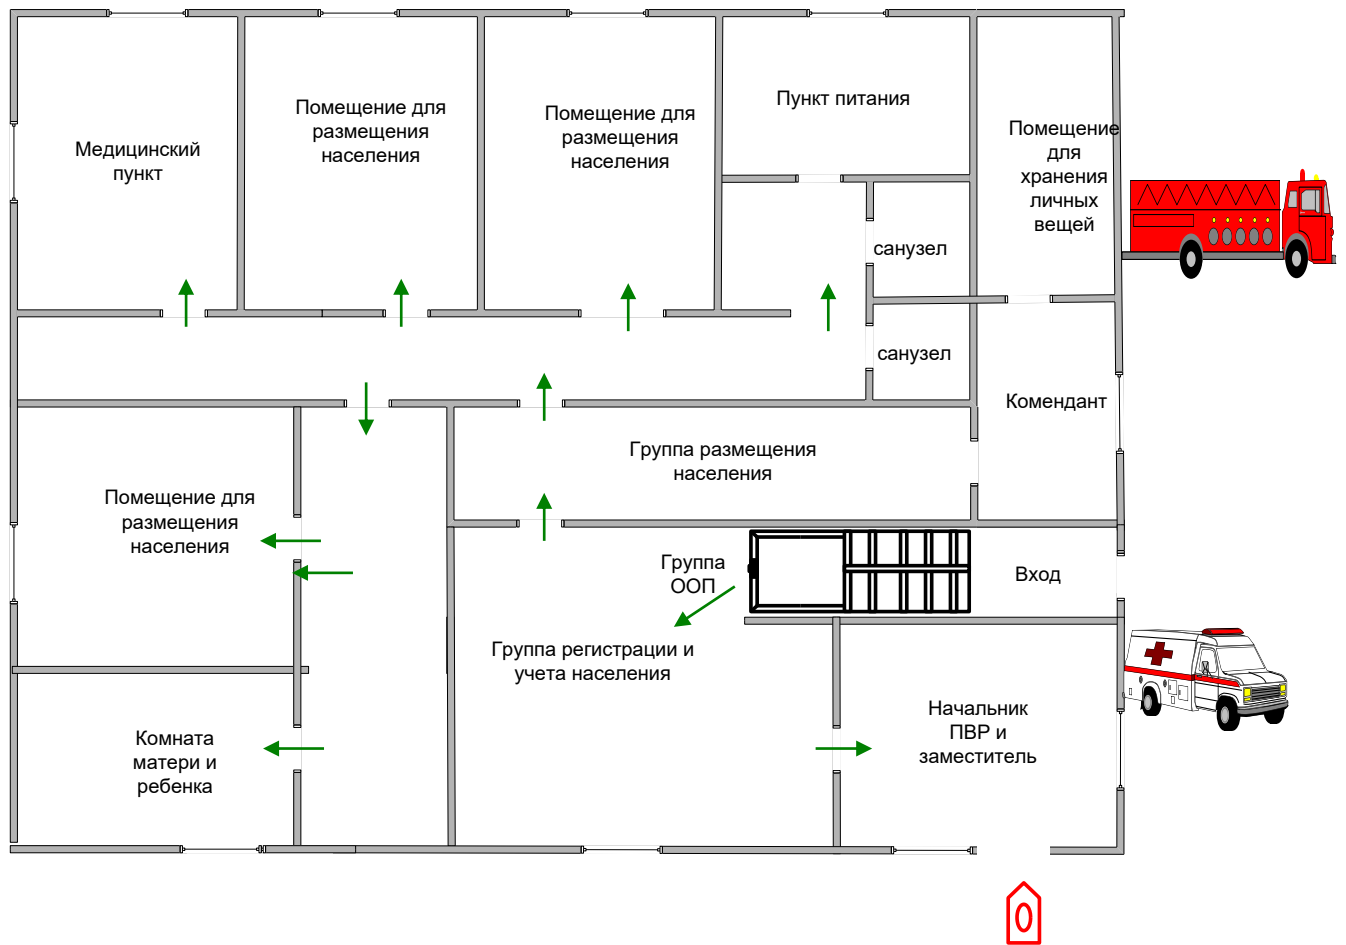 Медицинский
пункт
Помещение для
размещения
населения
Помещение для
размещения
населения
Пункт питания
Помещение
для
хранения
личных
вещей
санузел
санузел
Комендант
Группа размещения
населения
Помещение для
размещения
населения
Группа
ООП
Вход
Группа регистрации и
учета населения
Начальник
ПВР и
заместитель
Комната
матери и
ребенка